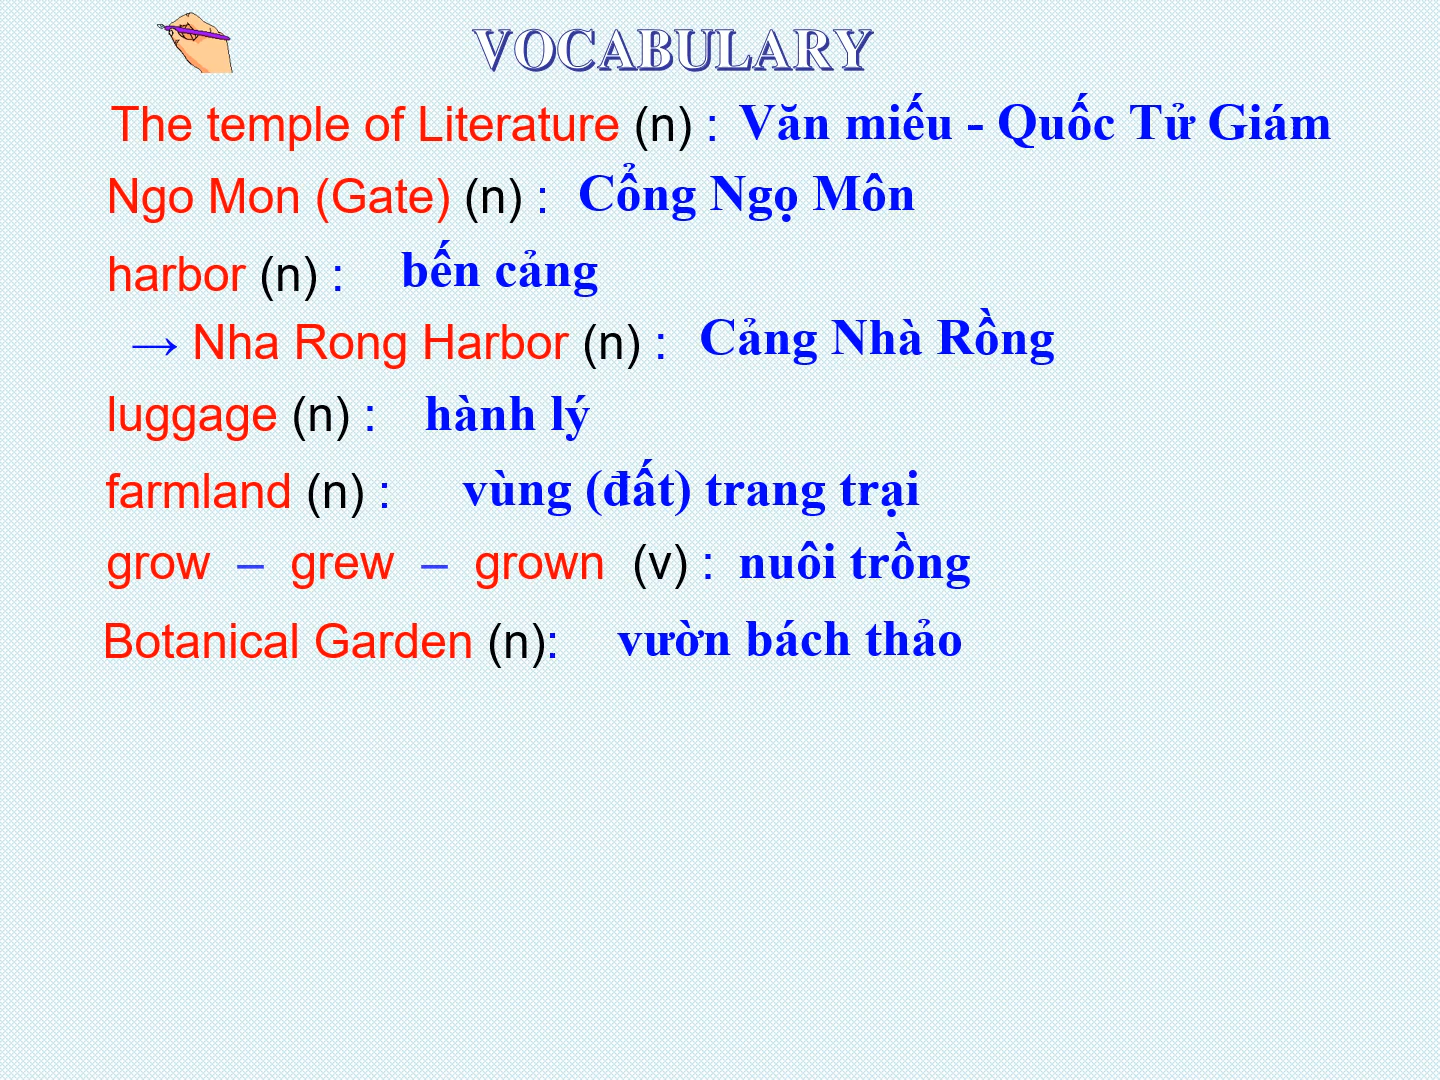 VOCABULARY
The temple of Literature (n) : Văn miếu - Quốc Tử Giám
Ngo Mon (Gate) (n) : Cổng Ngọ Môn
harbor (n) : bến cảng
→ Nha Rong Harbor (n) : Cảng Nhà Rồng
luggage (n) : hành lý
farmland (n) : vùng (đất) trang trại
grow – grew – grown (v) : nuôi trồng
Botanical Garden (n): vườn bách thảo